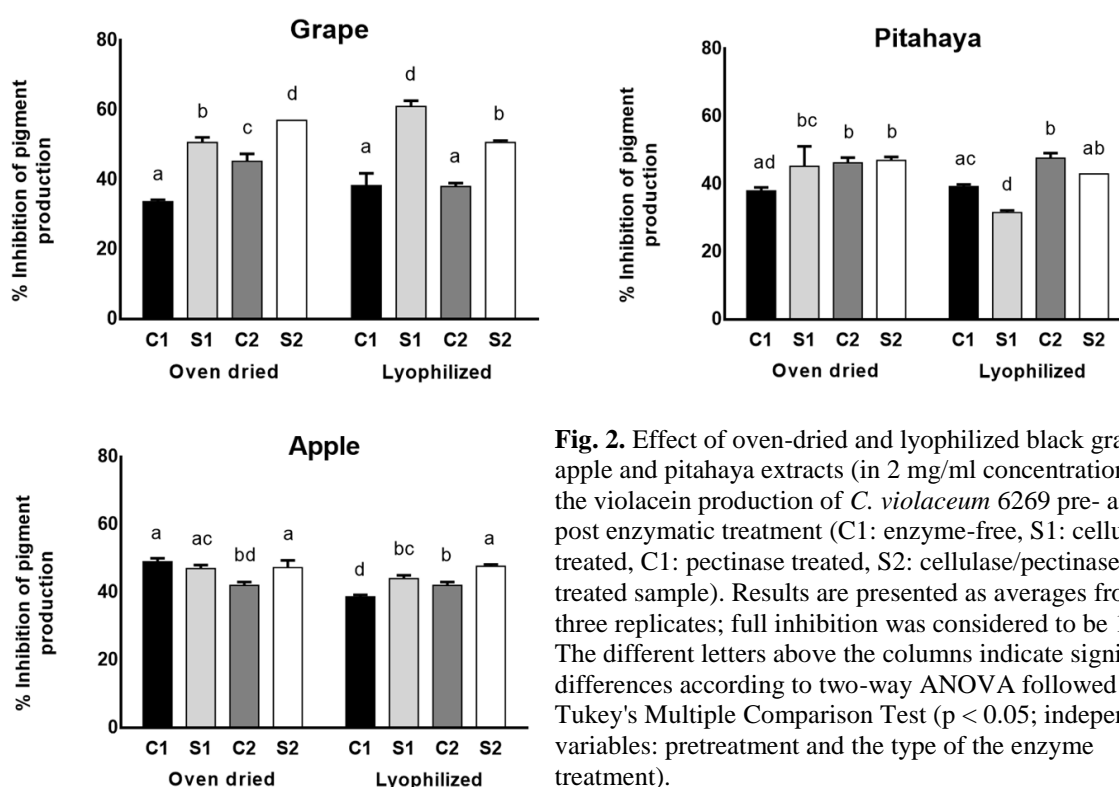 Grape
% Inhibition of pigment
production
80
60
40
20
0
a
b
c
d
a
d
a
b
C1 S1 C2 S2 C1 S1 C2 S2
Oven dried Lyophilized
Pitahaya
% Inhibition of pigment
production
80
60
40
20
0
ad
bc
b
b
ac
d
b
ab
C1 S1 C2 S2 C1 S1 C2 S2
Oven dried Lyophilized
Apple
% Inhibition of pigment
production
80
60
40
20
0
a
ac
bd
a
d
bc
b
a
C1 S1 C2 S2 C1 S1 C2 S2
Oven dried Lyophilized
Fig. 2. Effect of oven-dried and lyophilized black
apple and pitahaya extracts (in 2 mg/ml concentration
the violacein production of C. violaceum 6269 pre-
post enzymatic treatment (C1: enzyme-free, S1:
treated, C1: pectinase treated, S2: cellulase/pectinase
treated sample). Results are presented as averages
three replicates; full inhibition was considered to be
The different letters above the columns indicate
differences according to two-way ANOVA followed
Tukey's Multiple Comparison Test (p < 0.05;
variables: pretreatment and the type of the enzyme
treatment).